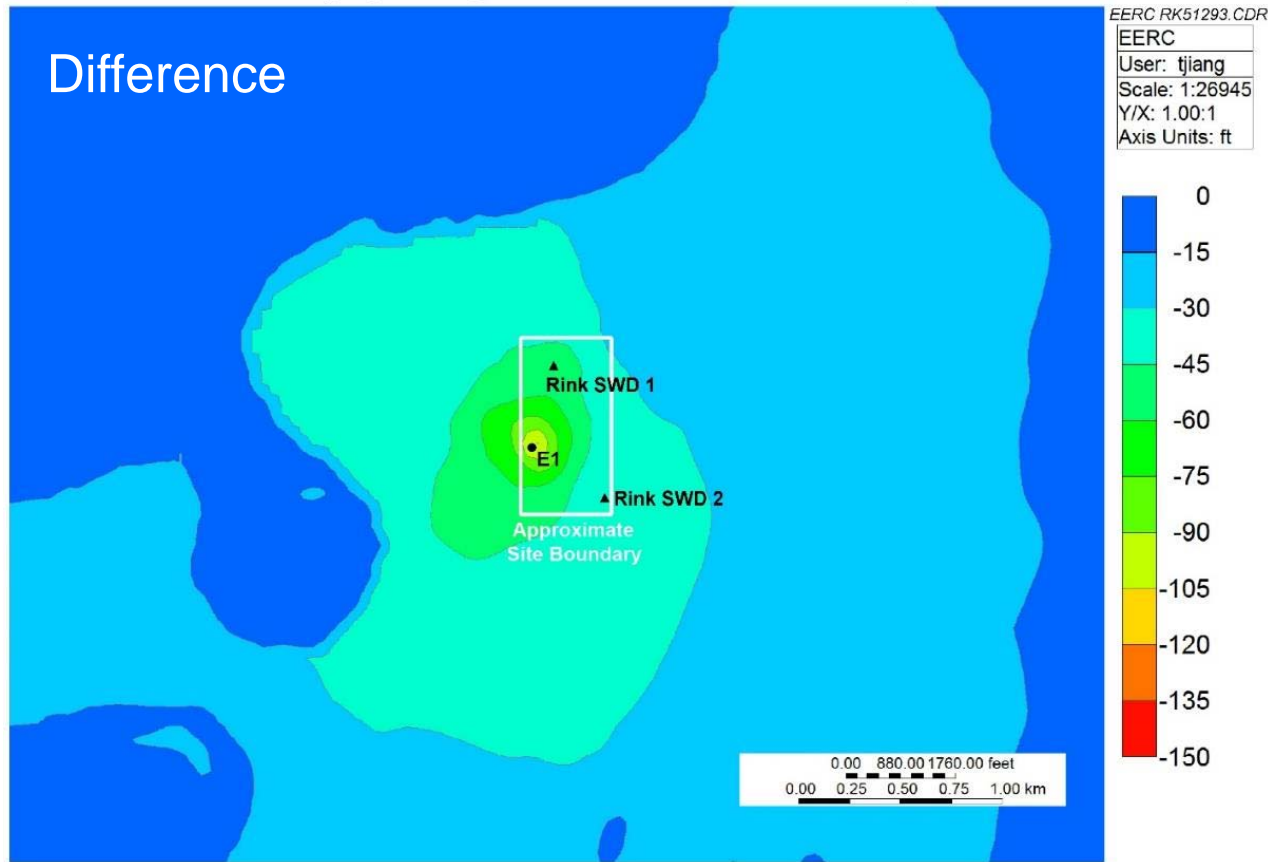 EERC RK51293.CDR
Difference
EERC
User: tjiang
Scale: 1:26945
Y/X: 1.00:1
Axis Units: ft
0
-15
-30
-45
-60
-75
-90
-105
-120
-135
-150
Rink SWD 1
E1
Rink SWD 2
Approximate
Site Boundary
0.00 880.00 1760.00 feet
0.00 0.25 0.50 0.75 1.00 km